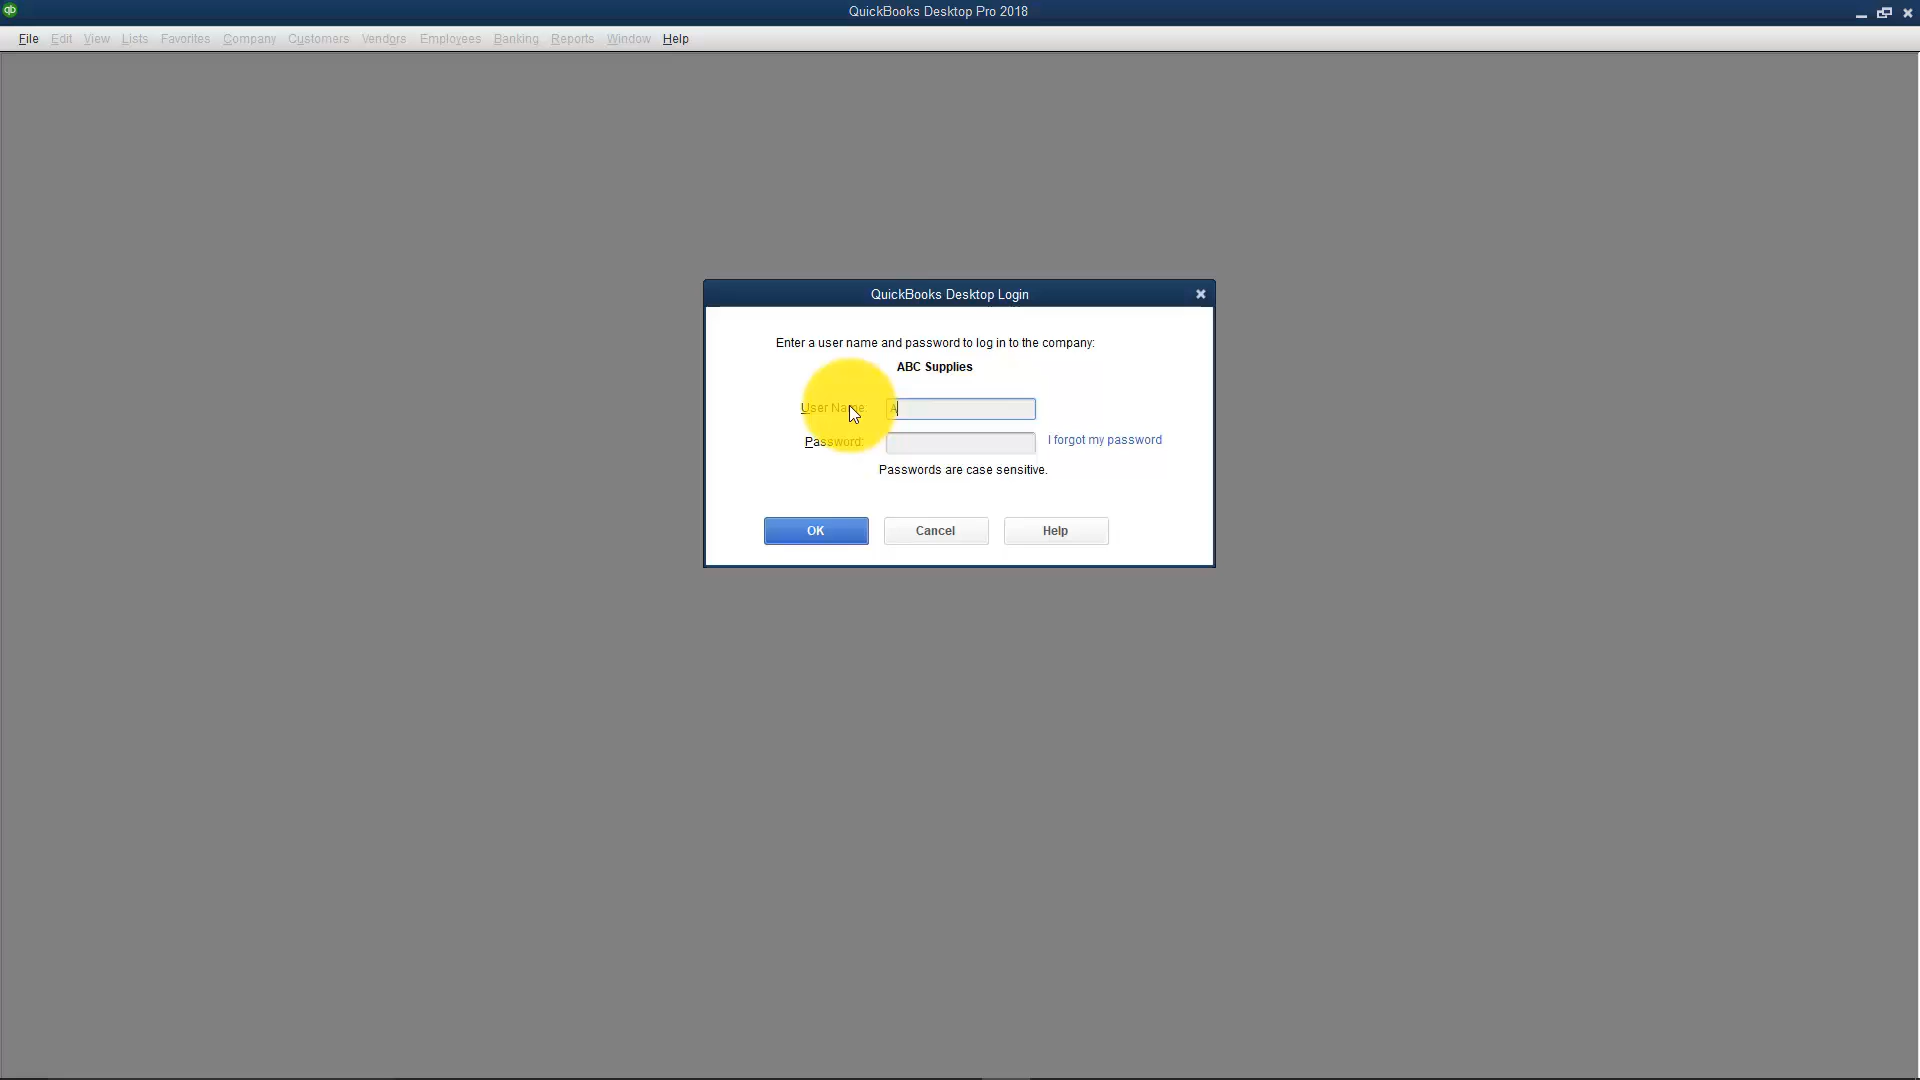 qb QuickBooks Desktop Pro 2018
File Edit View Lists Favorites Company Customers Vendors Employees Banking Reports Window Help
QuickBooks Desktop Login
Enter a user name and password to log in to the company:
ABC Supplies
User Name: A
Password: I forgot my password
Passwords are case sensitive.
OK Cancel Help